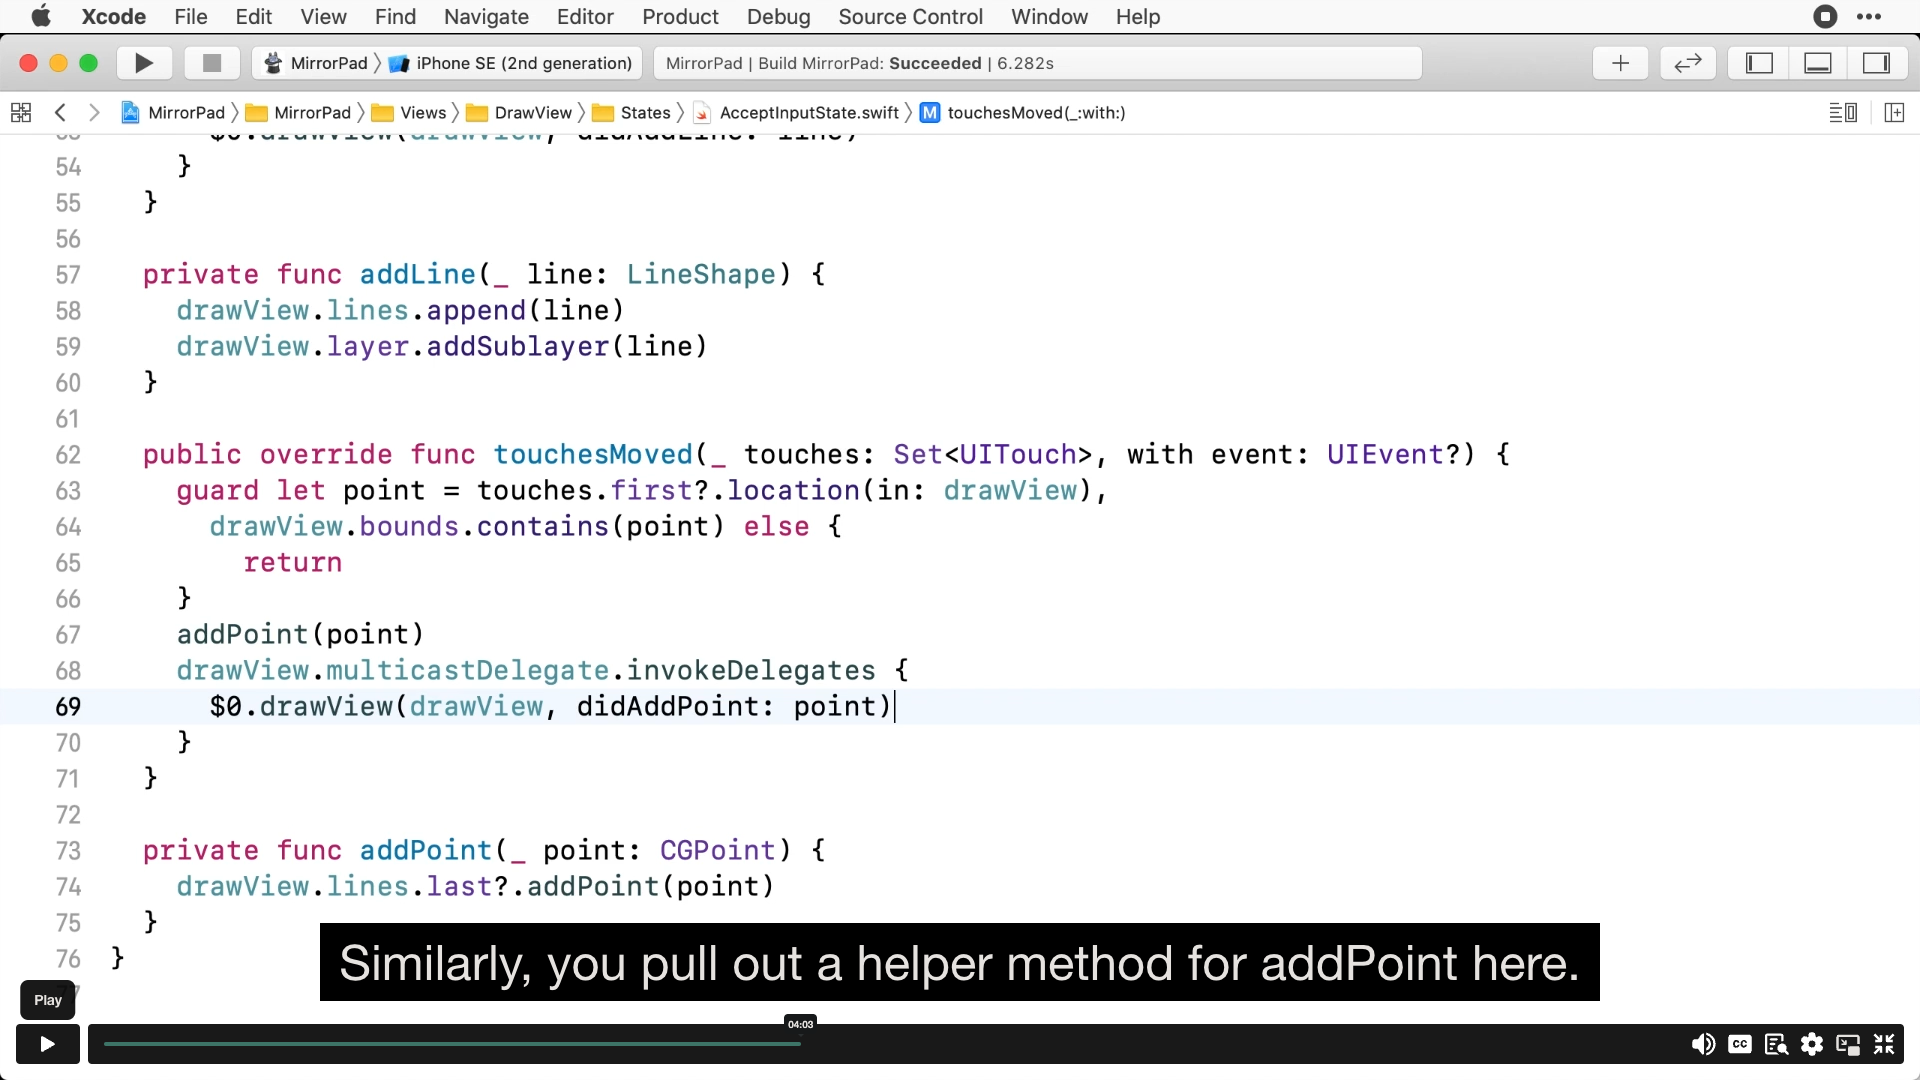 Xcode File Edit View Find Navigate Editor Product Debug Source Control Window Help
MirrorPad iPhone SE (2nd generation) MirrorPad | Build MirrorPad: Succeeded | 6.282s
MirrorPad MirrorPad Views DrawView States AcceptInputState.swift M touchesMoved(_:with:)
53 $0.drawView(drawView, didAddLine: line)
54 }
55 }
56
57 private func addLine(_ line: LineShape) {
58 drawView.lines.append(line)
59 drawView.layer.addSublayer(line)
60 }
61
62 public override func touchesMoved(_ touches: Set<UITouch>, with event: UIEvent?) {
63 guard let point = touches.first?.location(in: drawView),
64 drawView.bounds.contains(point) else {
65 return
66 }
67 addPoint(point)
68 drawView.multicastDelegate.invokeDelegates {
69 $0.drawView(drawView, didAddPoint: point)
70 }
71 }
72
73 private func addPoint(_ point: CGPoint) {
74 drawView.lines.last?.addPoint(point)
75 }
76 }
Similarly, you pull out a helper method for addPoint here.
Play
04:03
CC